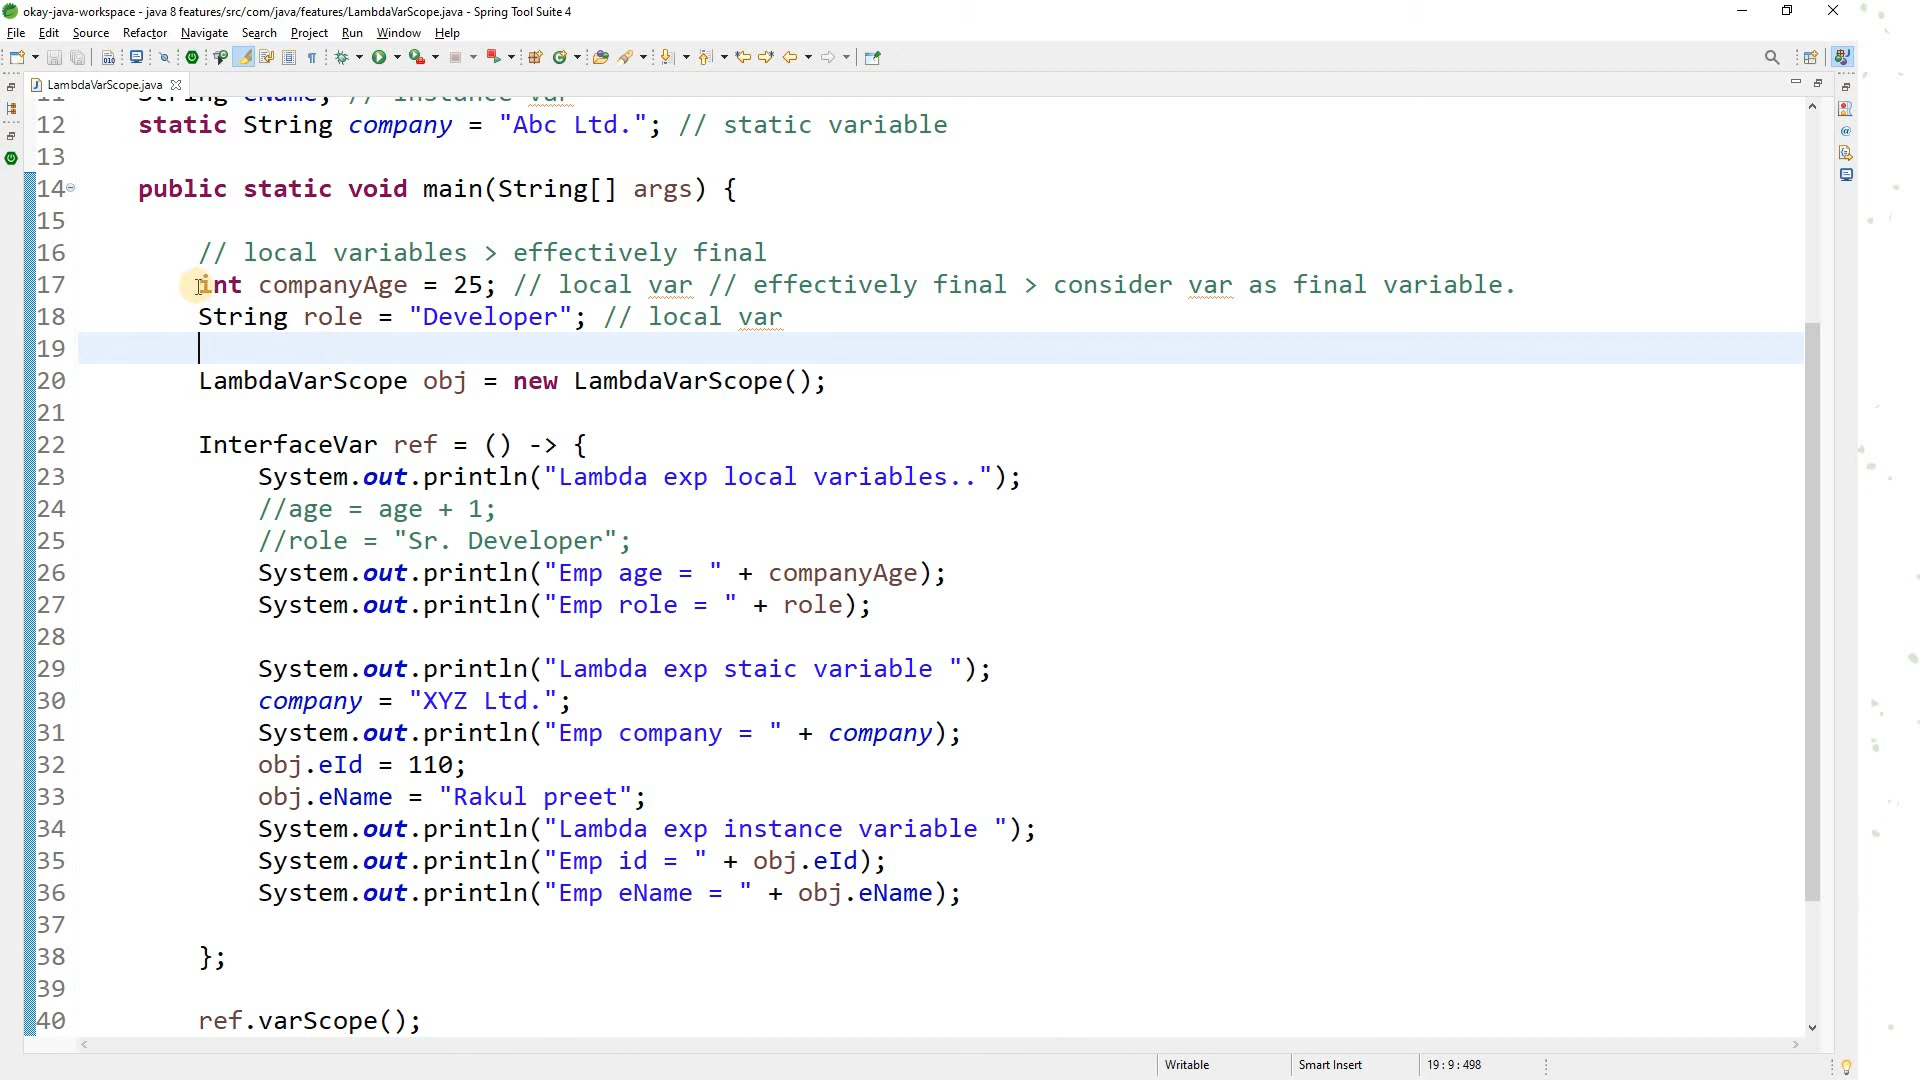 okay-java-workspace - java 8 features/src/com/java/features/LambdaVarScope.java - Spring Tool Suite 4
File Edit Source Refactor Navigate Search Project Run Window Help
LambdaVarScope.java
11 String eName; // instance var
12 static String company = "Abc Ltd."; // static variable
13
14 public static void main(String[] args) {
15
16 // local variables > effectively final
17 int companyAge = 25; // local var // effectively final > consider var as final variable.
18 String role = "Developer"; // local var
19
20 LambdaVarScope obj = new LambdaVarScope();
21
22 InterfaceVar ref = () -> {
23 System.out.println("Lambda exp local variables..");
24 //age = age + 1;
25 //role = "Sr. Developer";
26 System.out.println("Emp age = " + companyAge);
27 System.out.println("Emp role = " + role);
28
29 System.out.println("Lambda exp staic variable ");
30 company = "XYZ Ltd.";
31 System.out.println("Emp company = " + company);
32 obj.eId = 110;
33 obj.eName = "Rakul preet";
34 System.out.println("Lambda exp instance variable ");
35 System.out.println("Emp id = " + obj.eId);
36 System.out.println("Emp eName = " + obj.eName);
37
38 };
39
40 ref.varScope();
Writable Smart Insert 19 : 9 : 498